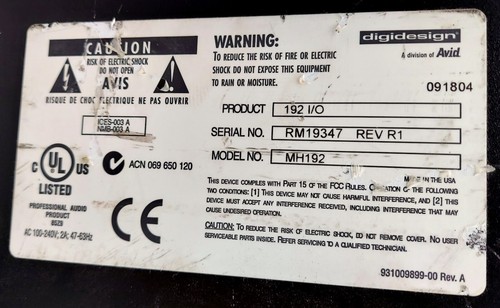 CAUTION
RISK OF ELECTRIC SHOCK
DO NOT OPEN
AVIS
RISQUE DE CHOC ELECTRIQUE NE PAS OUVRIR
ICES-003 A
NMB-003 A
C UL US
LISTED
PROFESSIONAL AUDIO
PRODUCT
AC 100-240V; 2A; 47-63Hz
ACN 069 650 120
CE
WARNING:
TO REDUCE THE RISK OF FIRE OR ELECTRIC
SHOCK DO NOT EXPOSE THIS EQUIPMENT
TO RAIN OR MOISTURE.
digidesign
A division of Avid
091804
PRODUCT 192 I/O
SERIAL NO. RM19347 REV R1
MODEL NO. MH192
MADE IN THE USA
THIS DEVICE COMPLIES WITH PART 15 OF THE FCC RULES. OPERATION IS SUBJECT TO THE FOLLOWING
TWO CONDITIONS: [1] THIS DEVICE MAY NOT CAUSE HARMFUL INTERFERENCE, AND [2] THIS
DEVICE MUST ACCEPT ANY INTERFERENCE RECEIVED, INCLUDING INTERFERENCE THAT MAY
CAUSE UNDESIRED OPERATION.
CAUTION: TO REDUCE THE RISK OF ELECTRIC SHOCK, DO NOT REMOVE COVER. NO USER
SERVICEABLE PARTS INSIDE. REFER SERVICING TO A QUALIFIED TECHNICIAN.
931009899-00 Rev. A